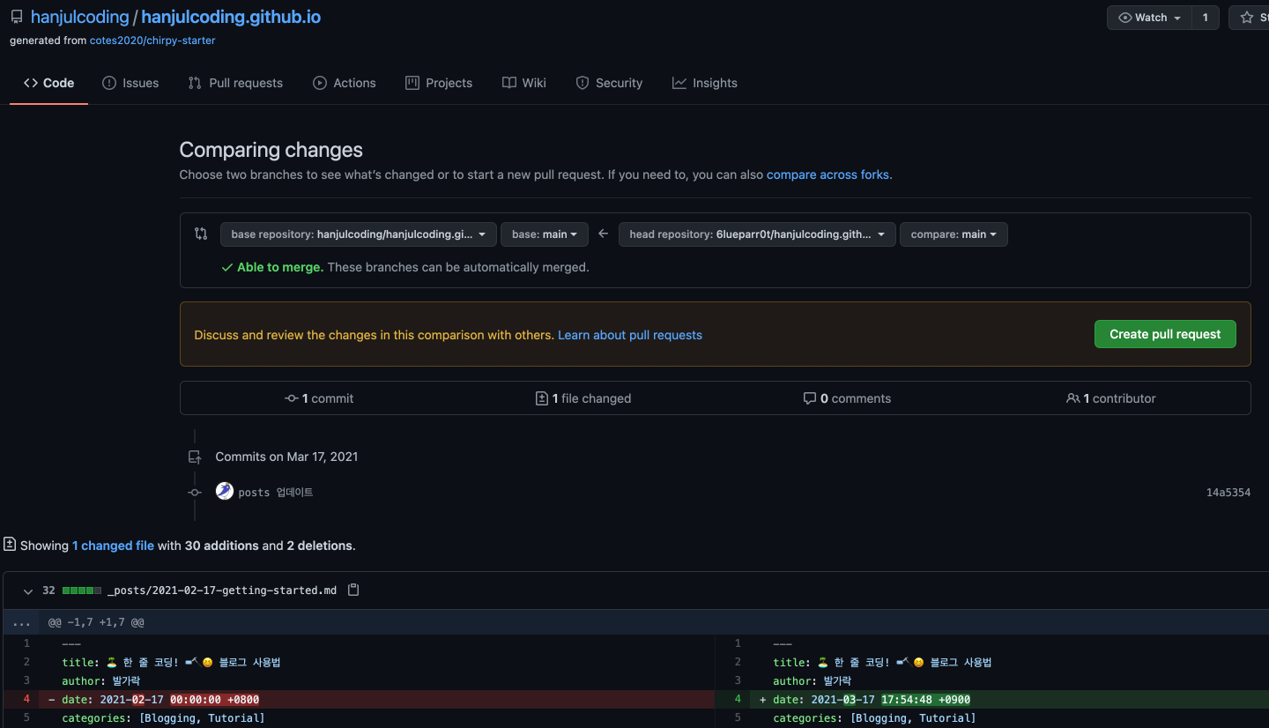 hanjulcoding / hanjulcoding.github.io
Watch 1
generated from cotes2020/chirpy-starter
Code Issues Pull requests Actions Projects Wiki Security Insights
Comparing changes
Choose two branches to see what's changed or to start a new pull request. If you need to, you can also compare across forks.
base repository: hanjulcoding/hanjulcoding.gi... base: main ← head repository: 6lueparr0t/hanjulcoding.gith... compare: main
✓ Able to merge. These branches can be automatically merged.
Discuss and review the changes in this comparison with others. Learn about pull requests
Create pull request
1 commit 1 file changed 0 comments 1 contributor
Commits on Mar 17, 2021
posts 업데이트 14a5354
Showing 1 changed file with 30 additions and 2 deletions.
32 _posts/2021-02-17-getting-started.md
... @@ -1,7 +1,7 @@
1 --- 1 ---
2 title: 🏝 한 줄 코딩! 😊 블로그 사용법 2 title: 🏝 한 줄 코딩! 😊 블로그 사용법
3 author: 발가락 3 author: 발가락
4 - date: 2021-02-17 00:00:00 +0800 4 + date: 2021-03-17 17:54:48 +0900
5 categories: [Blogging, Tutorial] 5 categories: [Blogging, Tutorial]